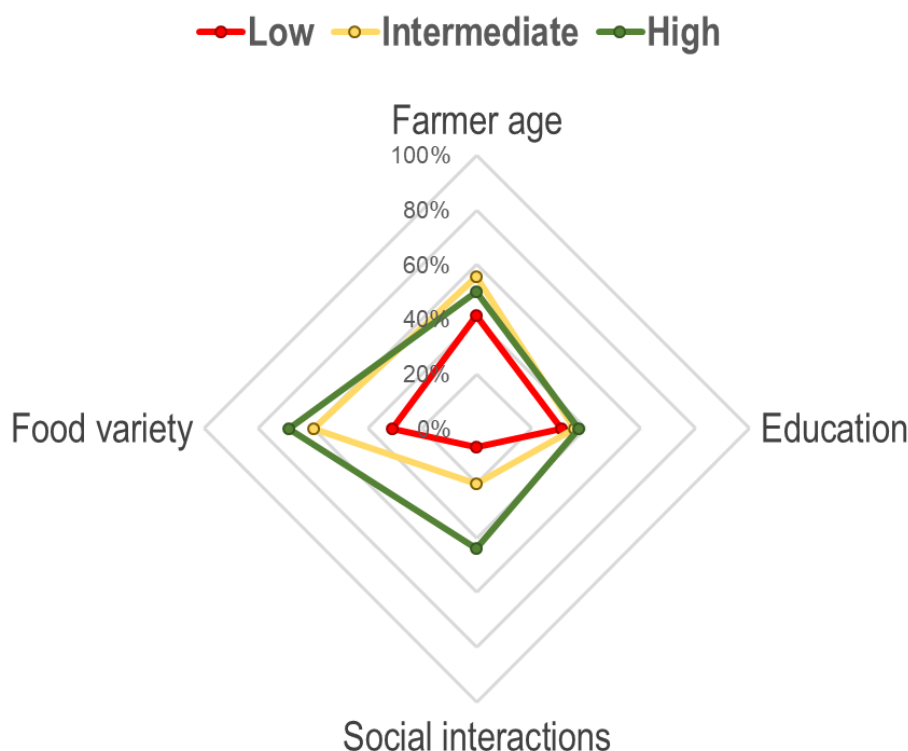 Low Intermediate High
Farmer age
100%
80%
60%
40%
20%
Food variety 0% Education
Social interactions